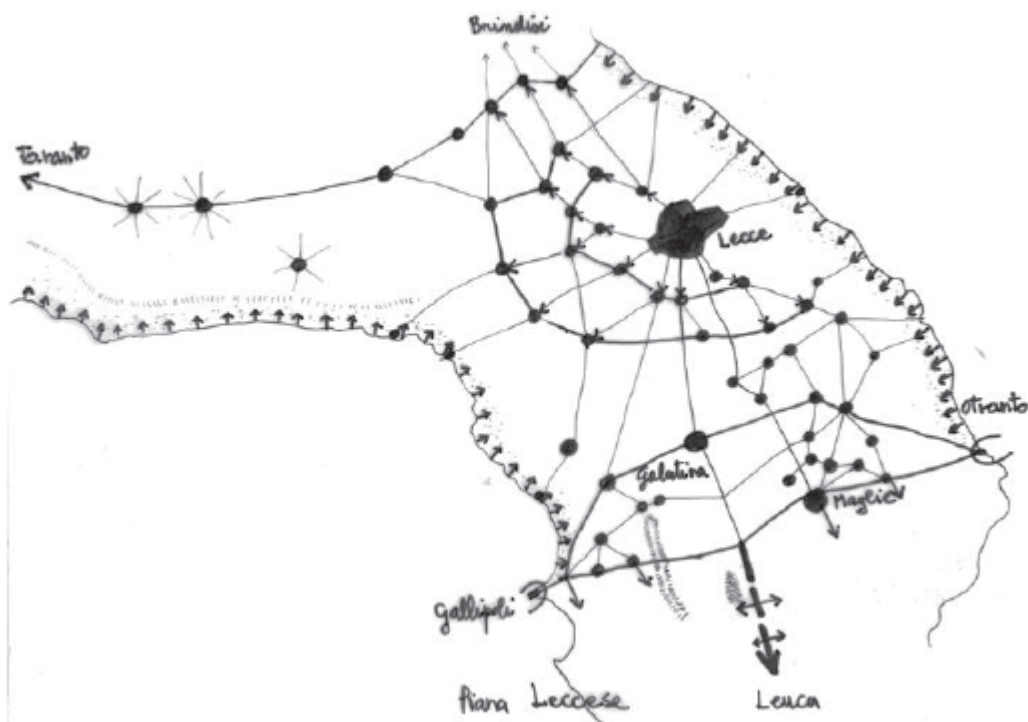 Brindisi
Taranto
Lecce
Otranto
Galatina
Maglie
Gallipoli
Piana Leccese
Leuca